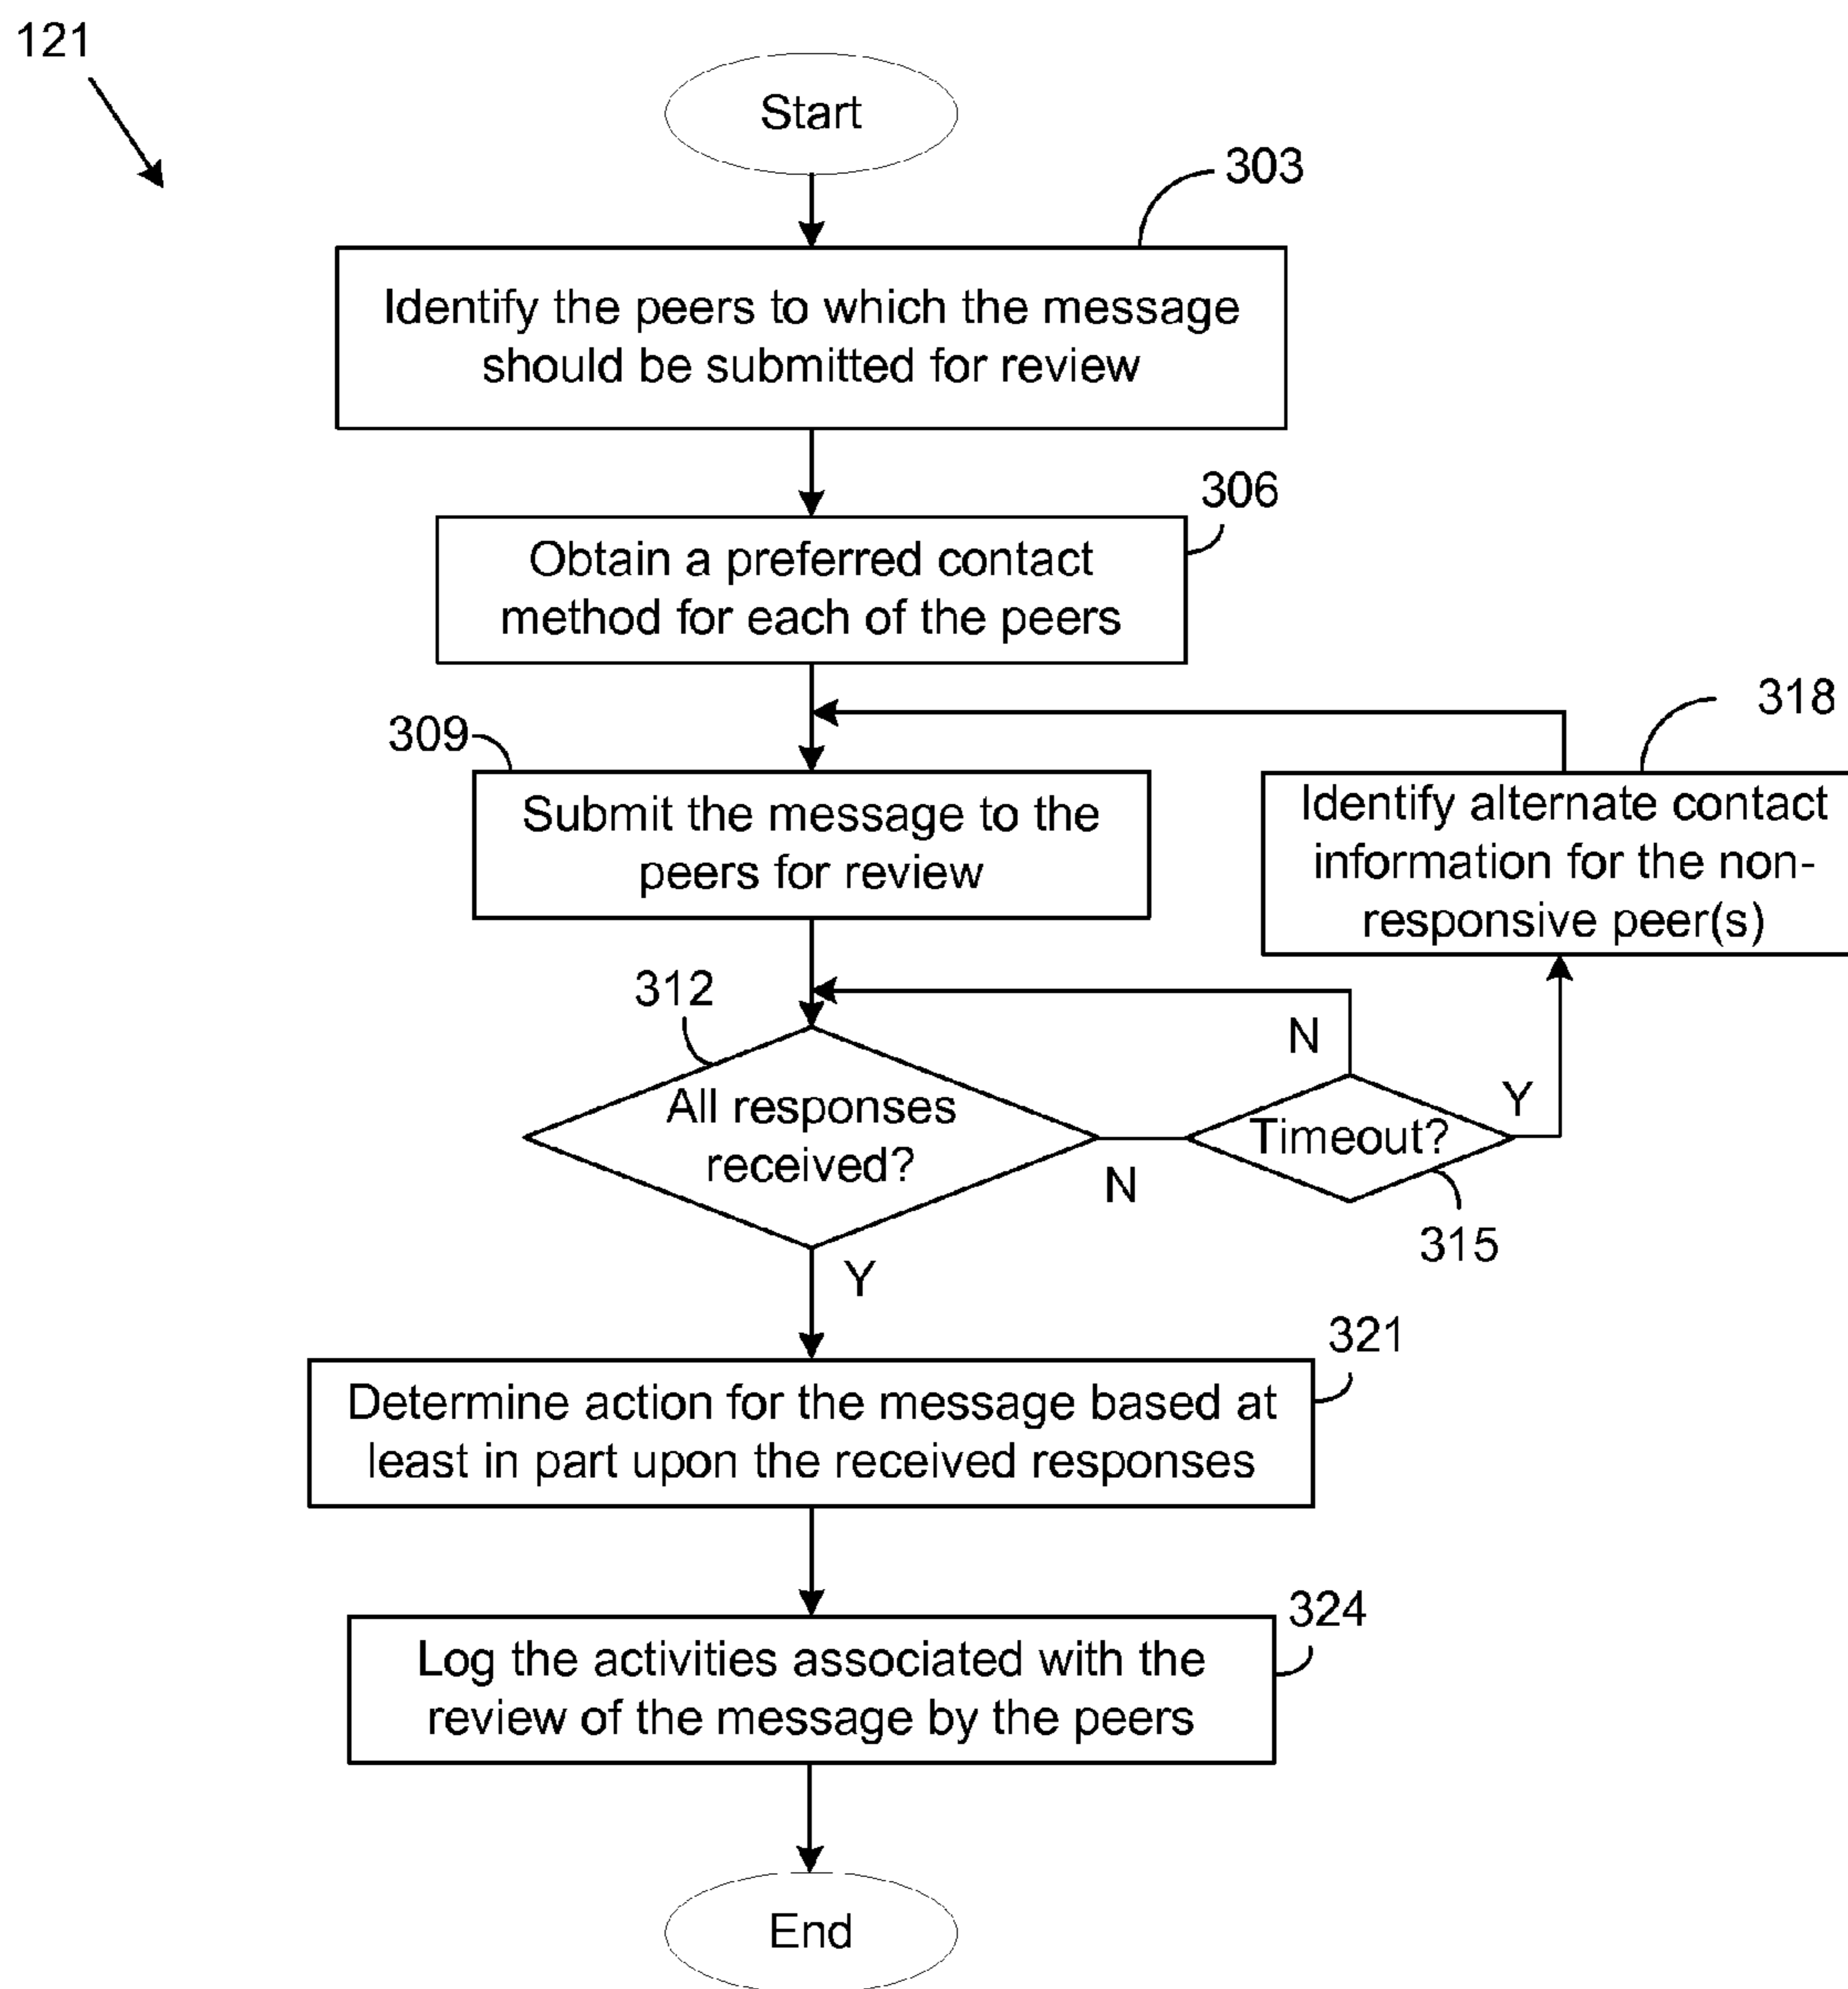 121
Start
303
Identify the peers to which the message
should be submitted for review
306
Obtain a preferred contact
method for each of the peers
318
309
Submit the message to the
peers for review
Identify alternate contact
information for the non-
responsive peer(s)
312
N
All responses
received?
Timeout?
Y
N
315
Y
321
Determine action for the message based at
least in part upon the received responses
324
Log the activities associated with the
review of the message by the peers
End